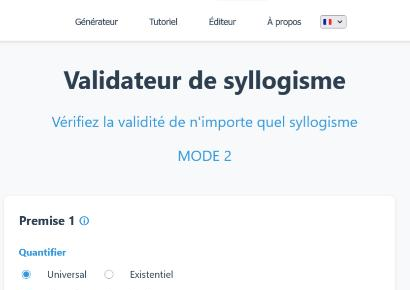 Générateur Tutoriel Éditeur À propos
Validateur de syllogisme
Vérifiez la validité de n'importe quel syllogisme
MODE 2
Premise 1
Quantifier
Universal Existentiel